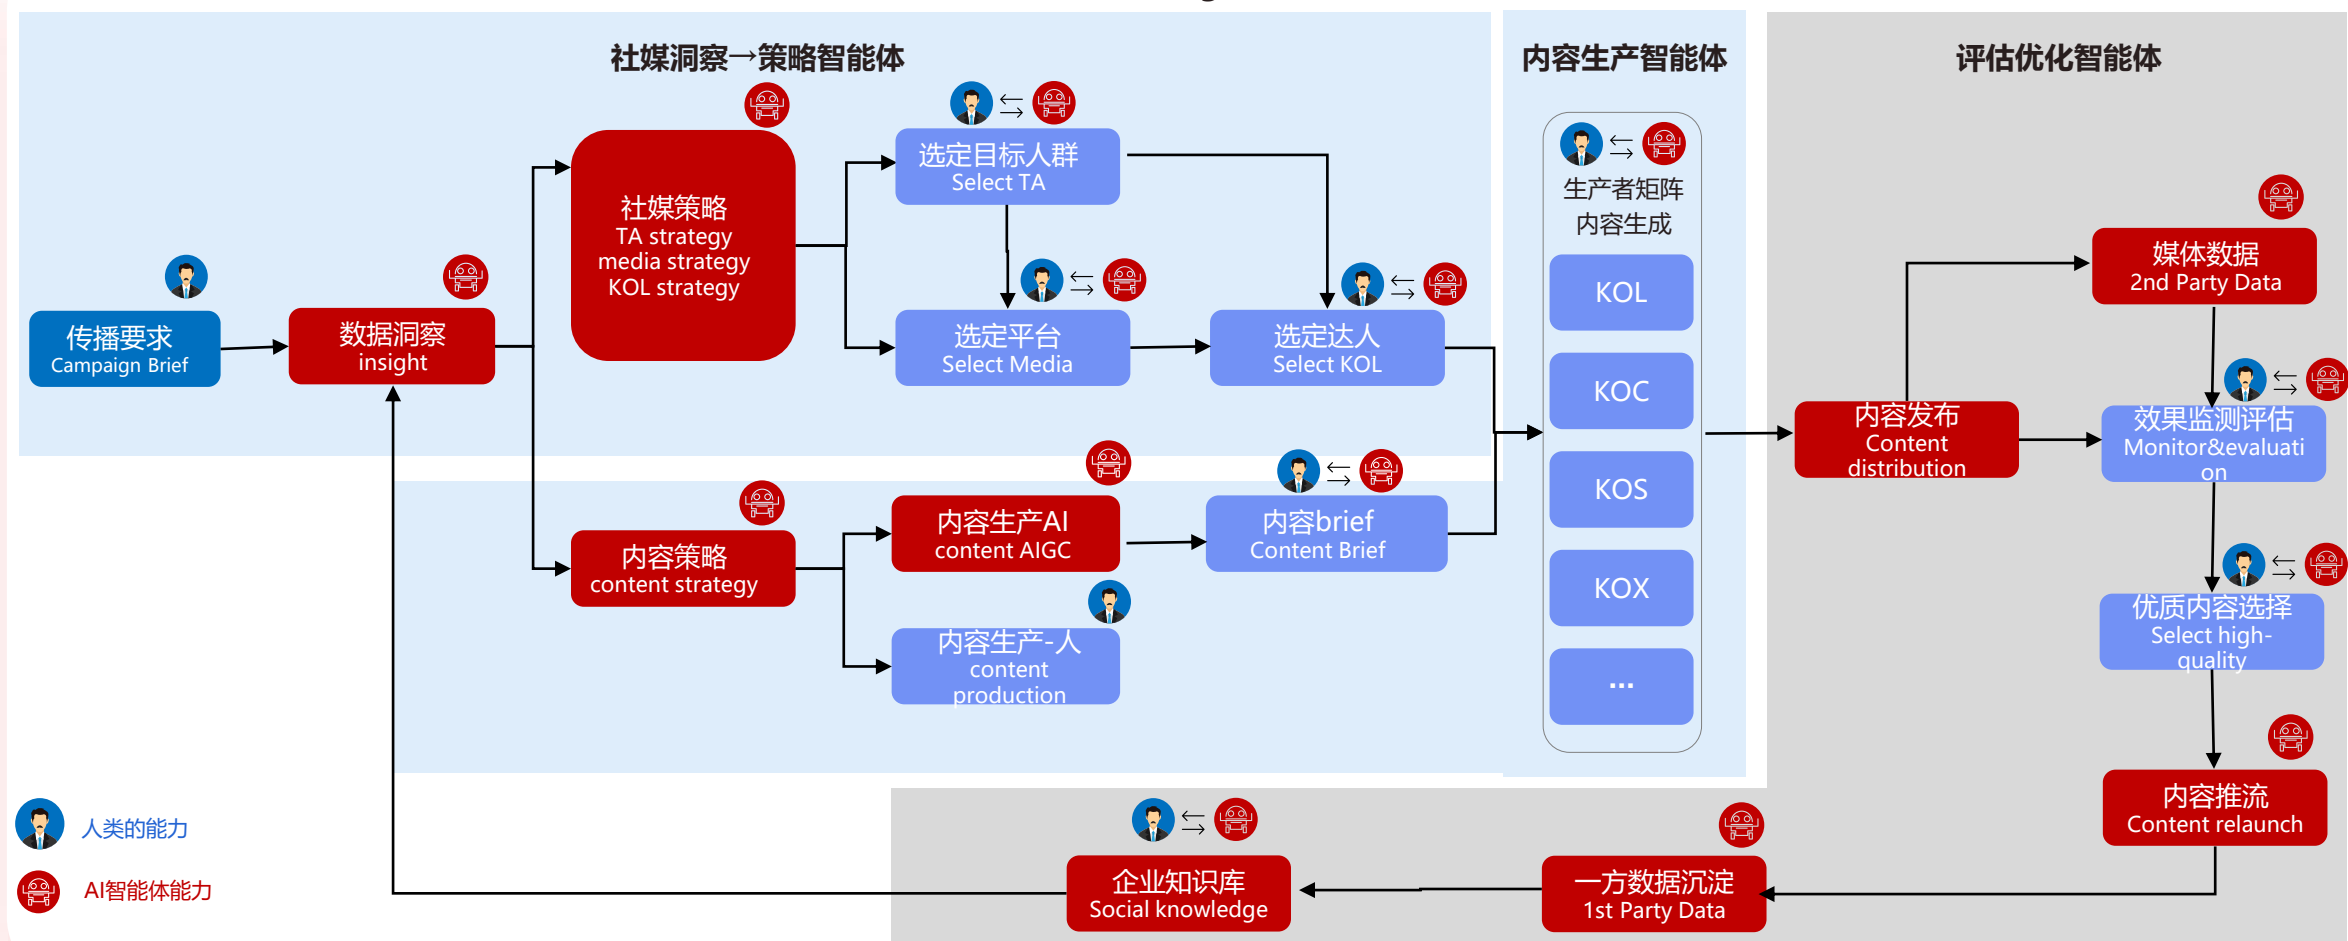 社媒洞察→策略智能体
内容生产智能体
评估优化智能体
传播要求
Campaign Brief
数据洞察
insight
社媒策略
TA strategy
media strategy
KOL strategy
选定目标人群
Select TA
选定平台
Select Media
选定达人
Select KOL
内容策略
content strategy
内容生产AI
content AIGC
内容生产-人
content
production
内容brief
Content Brief
生产者矩阵
内容生成
KOL
KOC
KOS
KOX
...
内容发布
Content
distribution
媒体数据
2nd Party Data
效果监测评估
Monitor&evaluati
on
优质内容选择
Select high-
quality
内容推流
Content relaunch
一方数据沉淀
1st Party Data
企业知识库
Social knowledge
人类的能力
AI智能体能力